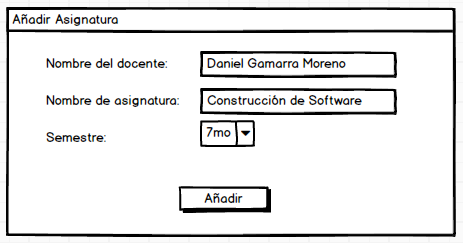 Añadir Asignatura
Nombre del docente: Daniel Gamarra Moreno
Nombre de asignatura: Construcción de Software
Semestre: 7mo
Añadir